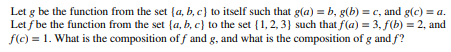 Let g be the function from the set {a, b, c} to itself such that g(a) = b, g(b) = c, and g(c) = a.
Let f be the function from the set {a, b, c} to the set {1, 2, 3} such that f(a) = 3, f(b) = 2, and
f(c) = 1. What is the composition of f and g, and what is the composition of g and f?